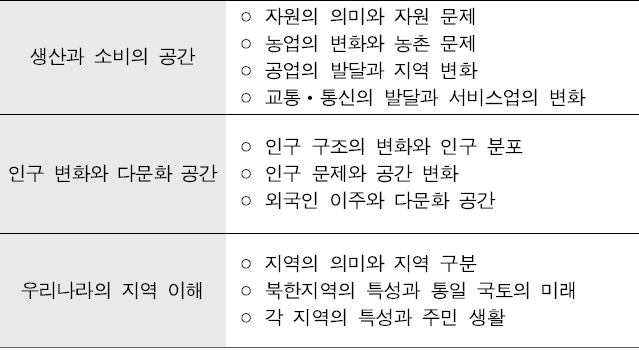 생산과 소비의 공간
○ 자원의 의미와 자원 문제
○ 농업의 변화와 농촌 문제
○ 공업의 발달과 지역 변화
○ 교통・통신의 발달과 서비스업의 변화
인구 변화와 다문화 공간
○ 인구 구조의 변화와 인구 분포
○ 인구 문제와 공간 변화
○ 외국인 이주와 다문화 공간
우리나라의 지역 이해
○ 지역의 의미와 지역 구분
○ 북한지역의 특성과 통일 국토의 미래
○ 각 지역의 특성과 주민 생활